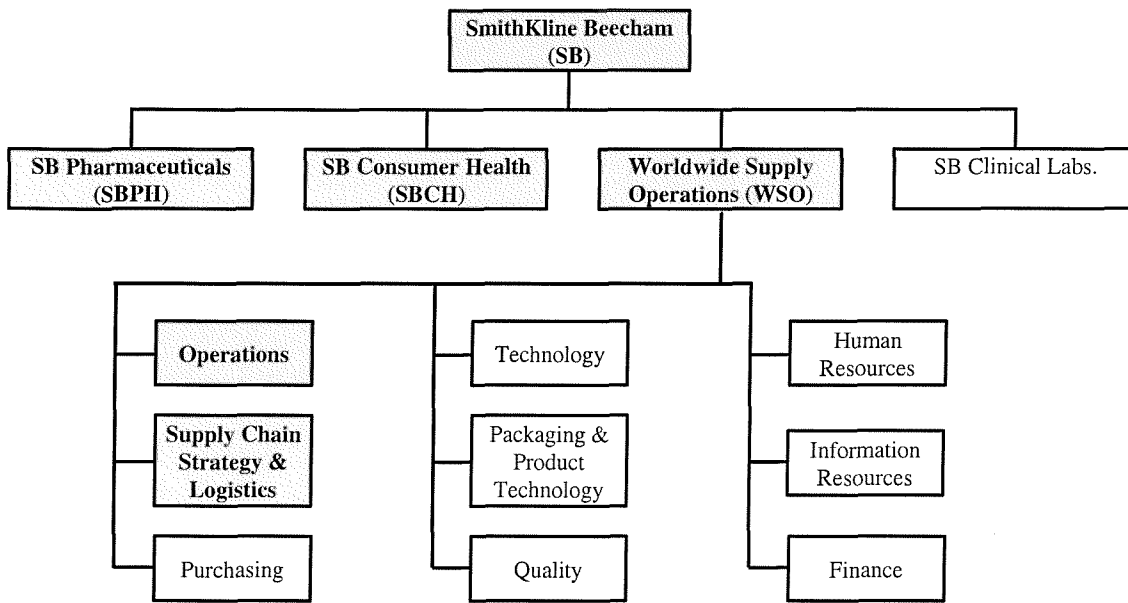 SmithKline Beecham
(SB)
SB Pharmaceuticals
(SBPH)
SB Consumer Health
(SBCH)
Worldwide Supply
Operations (WSO)
SB Clinical Labs.
Operations
Supply Chain
Strategy &
Logistics
Purchasing
Technology
Packaging &
Product
Technology
Quality
Human
Resources
Information
Resources
Finance